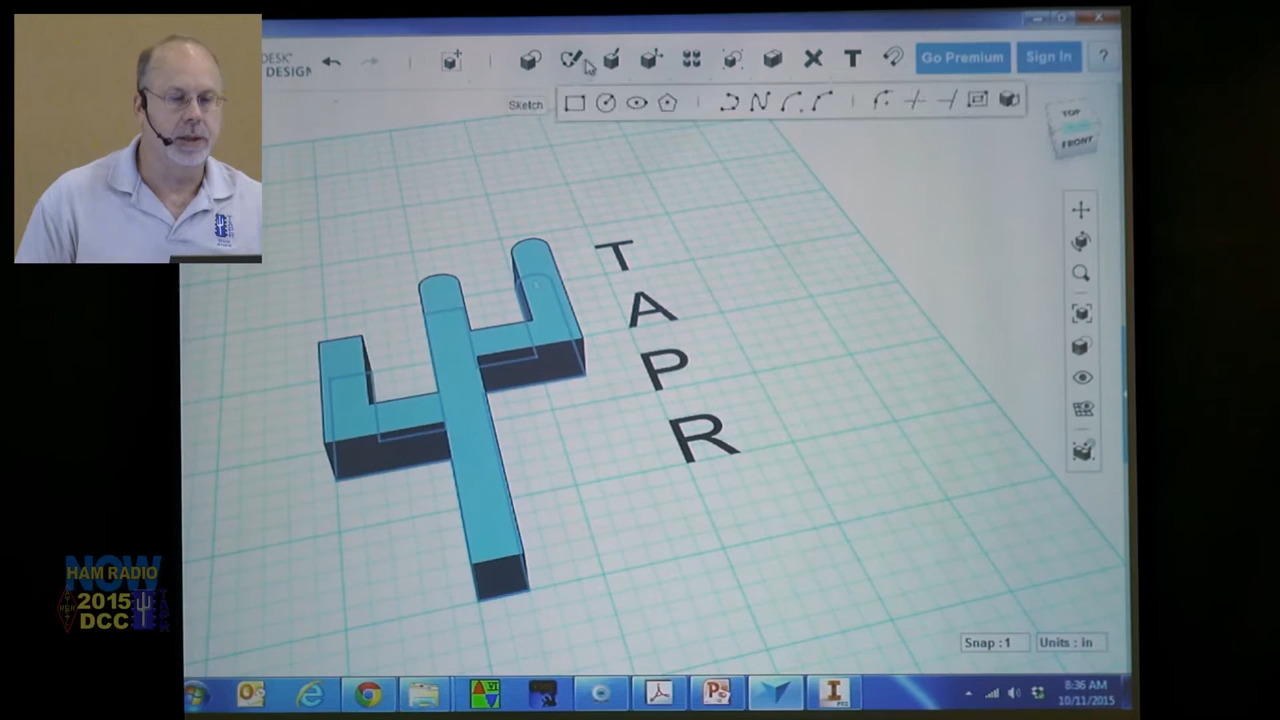 DESK®
DESIGN
Go Premium
Sign In
?
Sketch
TOP
FRONT
T
A
P
R
NOW
HAM RADIO
2015
DCC
TAPR
Snap : 1
Units : in
8:36 AM
10/11/2015